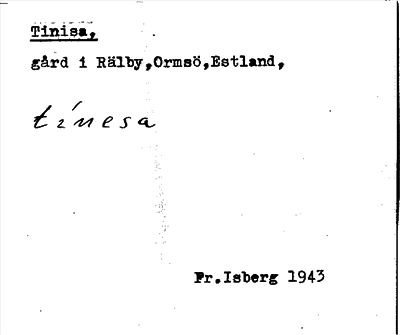 Tinisa,
gård i Rälby,Ormsö,Estland,
tínesa
Fr.Isberg 1943